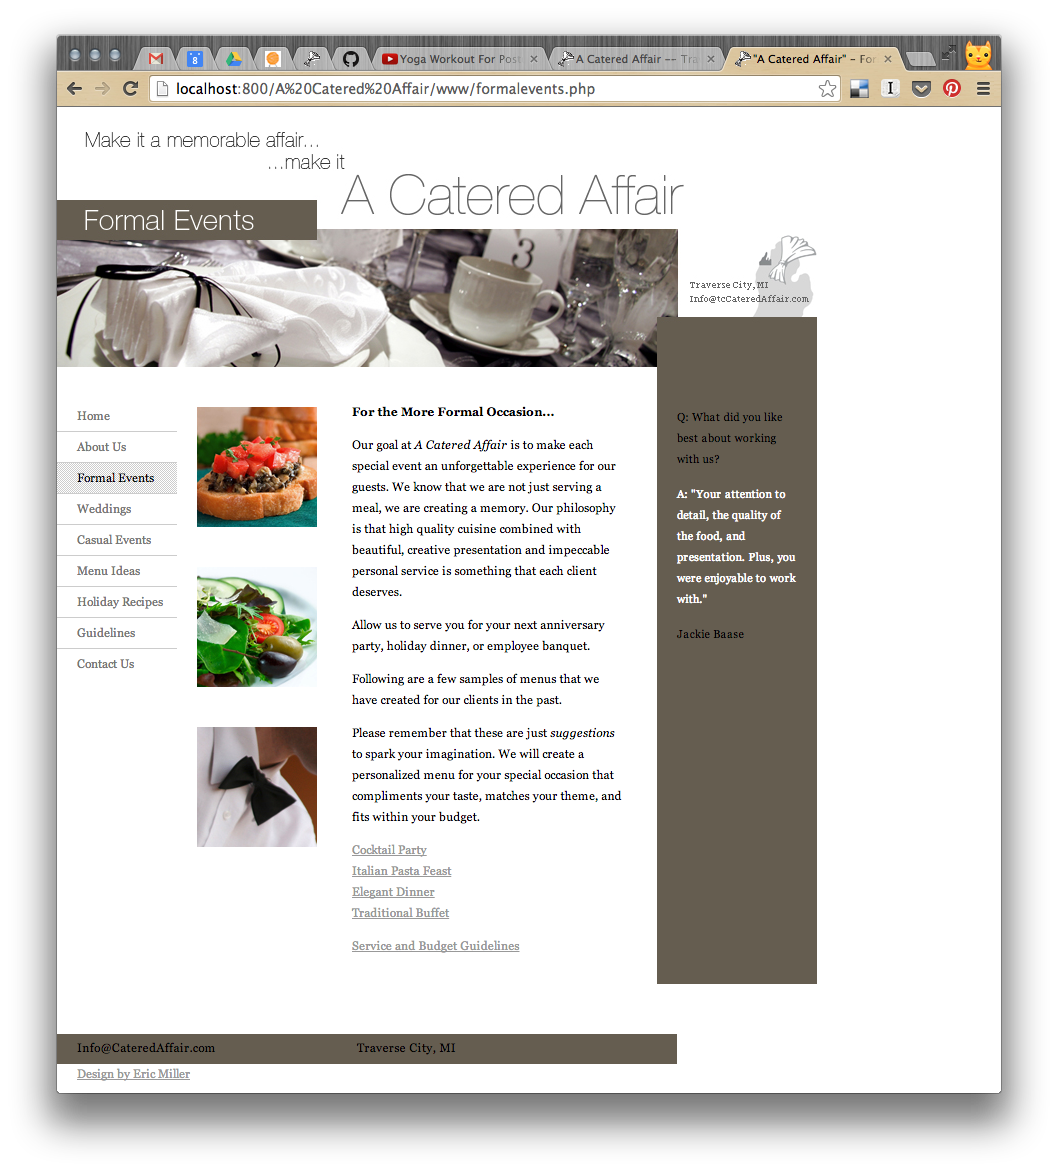 Yoga Workout For Post
A Catered Affair -- Tra
"A Catered Affair" - For
localhost:800/A%20Catered%20Affair/www/formalevents.php
Make it a memorable affair...
...make it
A Catered Affair
Formal Events
3
Traverse City, MI
Info@tcCateredAffair.com
Home
About Us
Formal Events
Weddings
Casual Events
Menu Ideas
Holiday Recipes
Guidelines
Contact Us
For the More Formal Occasion...
Our goal at A Catered Affair is to make each
special event an unforgettable experience for our
guests. We know that we are not just serving a
meal, we are creating a memory. Our philosophy
is that high quality cuisine combined with
beautiful, creative presentation and impeccable
personal service is something that each client
deserves.
Allow us to serve you for your next anniversary
party, holiday dinner, or employee banquet.
Following are a few samples of menus that we
have created for our clients in the past.
Please remember that these are just suggestions
to spark your imagination. We will create a
personalized menu for your special occasion that
compliments your taste, matches your theme, and
fits within your budget.
Cocktail Party
Italian Pasta Feast
Elegant Dinner
Traditional Buffet
Service and Budget Guidelines
Q: What did you like
best about working
with us?
A: "Your attention to
detail, the quality of
the food, and
presentation. Plus, you
were enjoyable to work
with."
Jackie Baase
Info@CateredAffair.com
Traverse City, MI
Design by Eric Miller